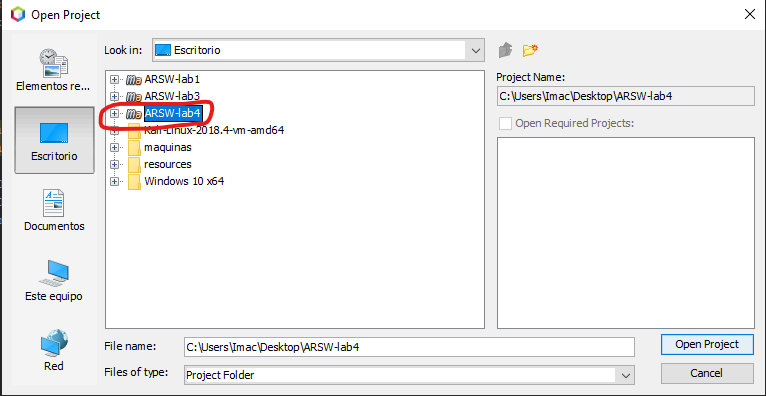 Open Project
Look in:
Escritorio
Elementos re...
Escritorio
Documentos
Este equipo
Red
ARSW-lab1
ARSW-lab3
ARSW-lab4
Kali-Linux-2018.4-vm-amd64
maquinas
resources
Windows 10 x64
Project Name:
C:\Users\Imac\Desktop\ARSW-lab4
Open Required Projects:
File name:
C:\Users\Imac\Desktop\ARSW-lab4
Open Project
Files of type:
Project Folder
Cancel